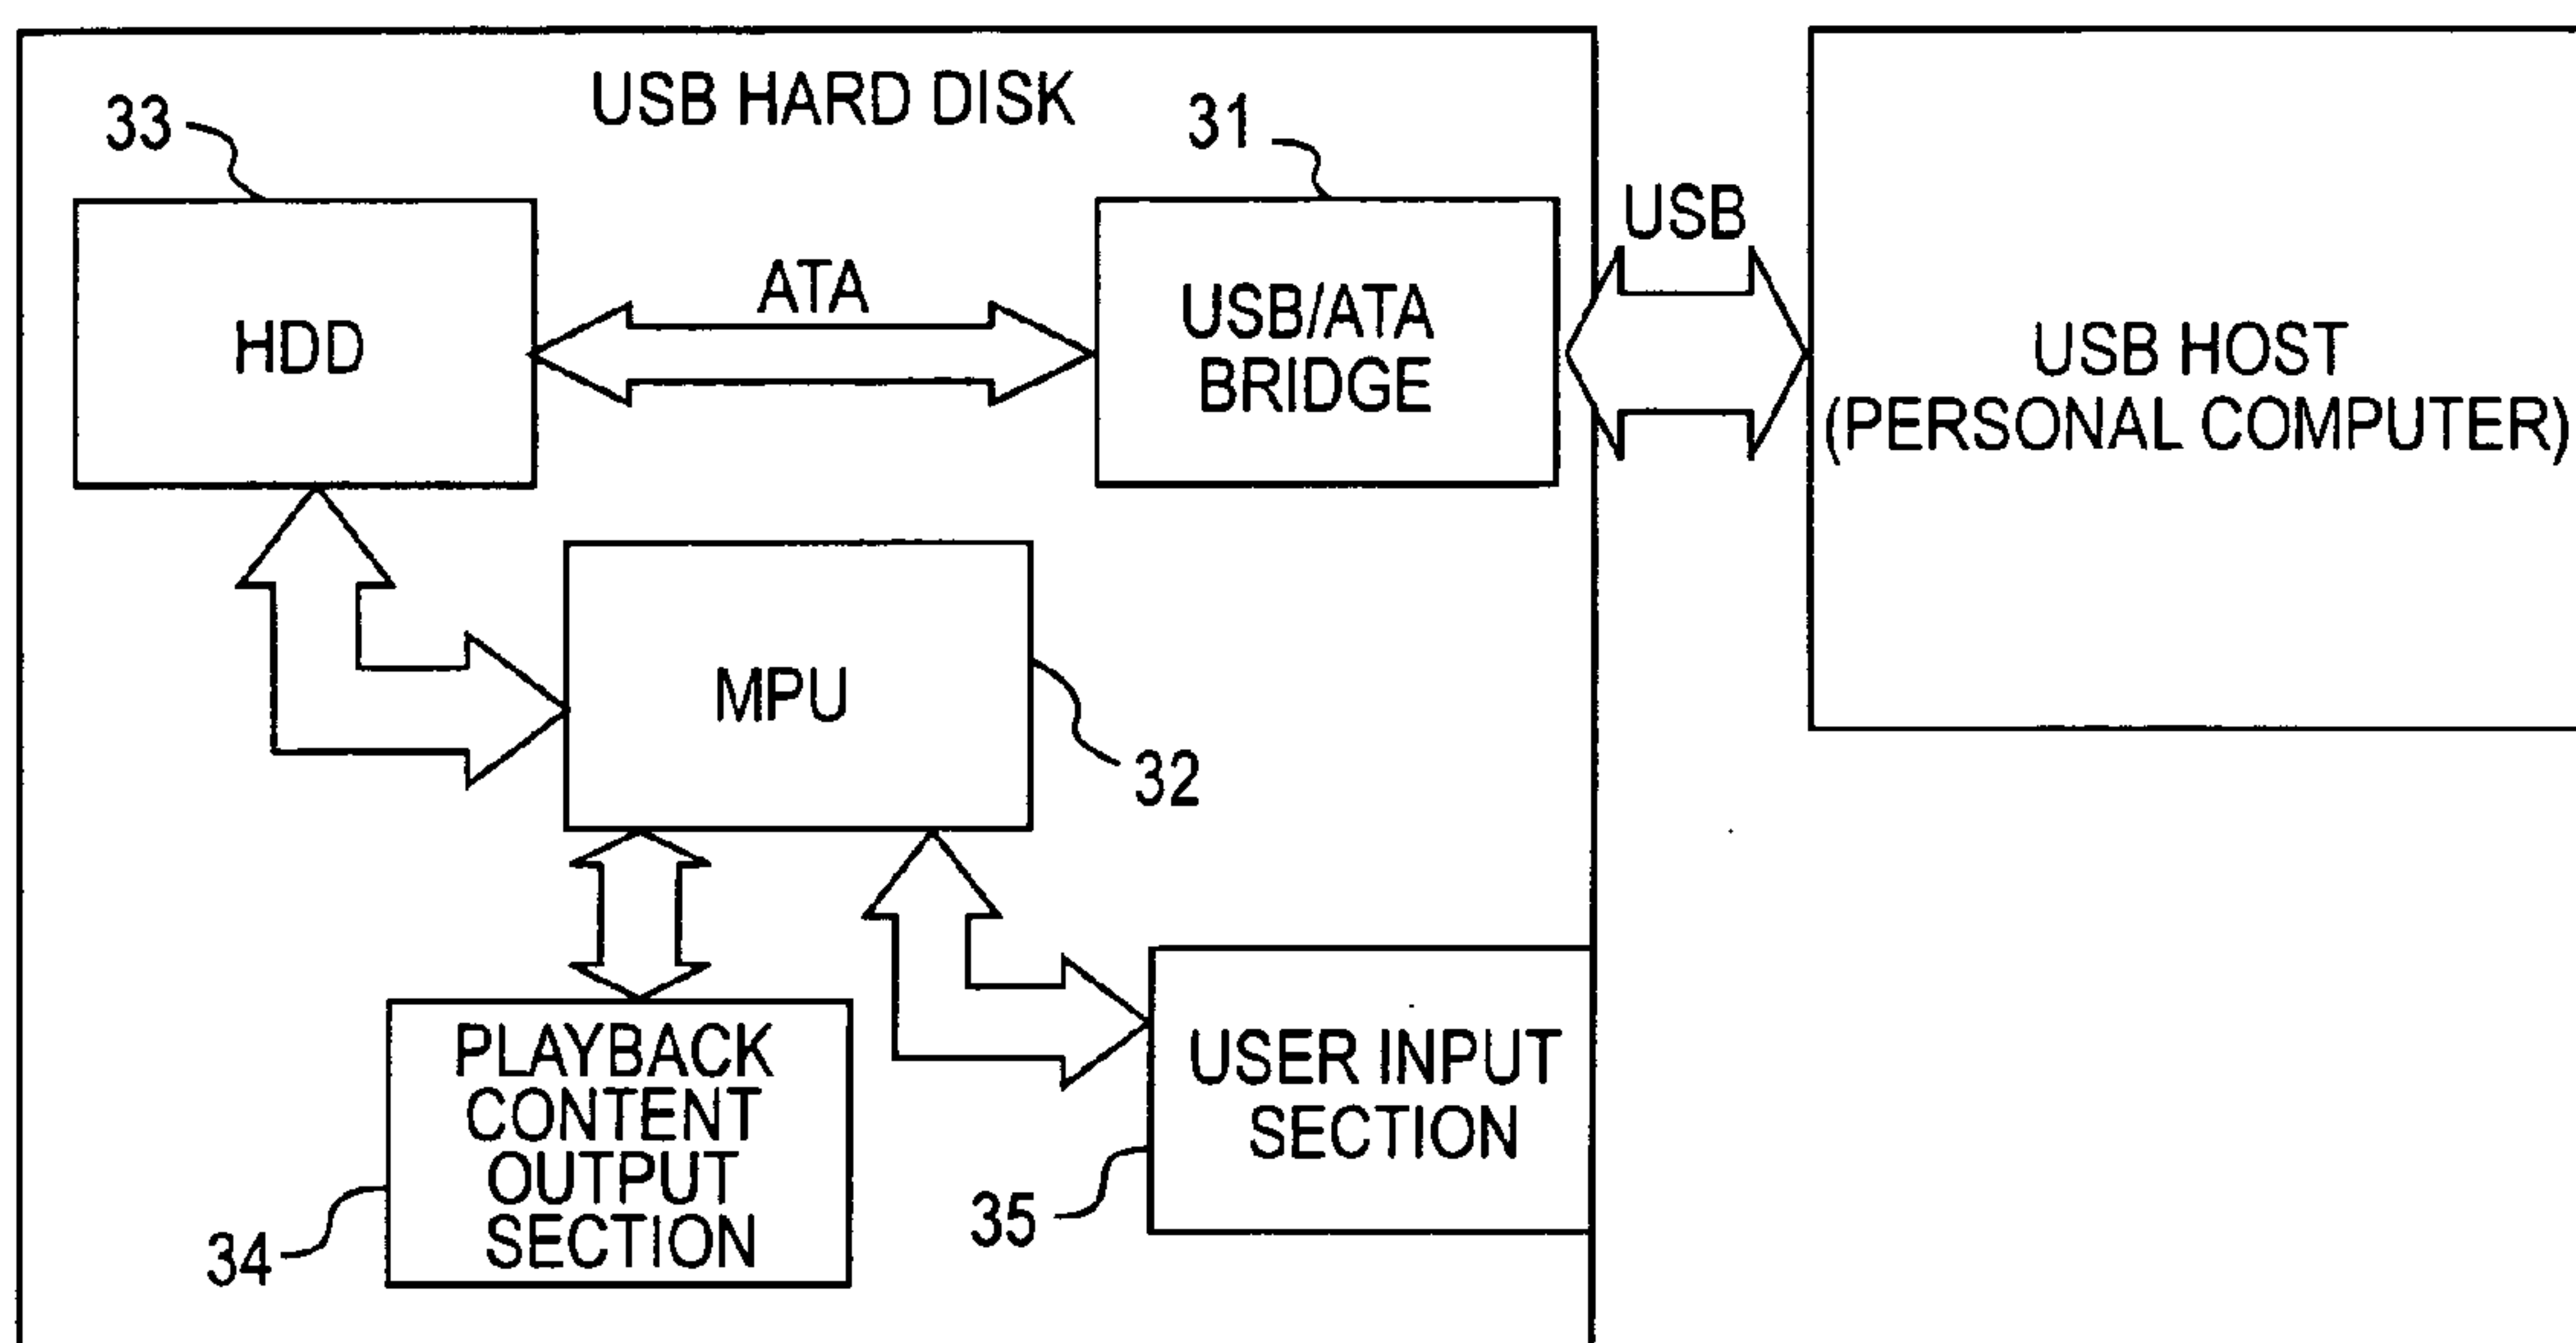 USB HARD DISK
33
31
USB
HDD
ATA
USB/ATA
BRIDGE
USB HOST
(PERSONAL COMPUTER)
MPU
32
PLAYBACK
CONTENT
OUTPUT
SECTION
34
USER INPUT
SECTION
35